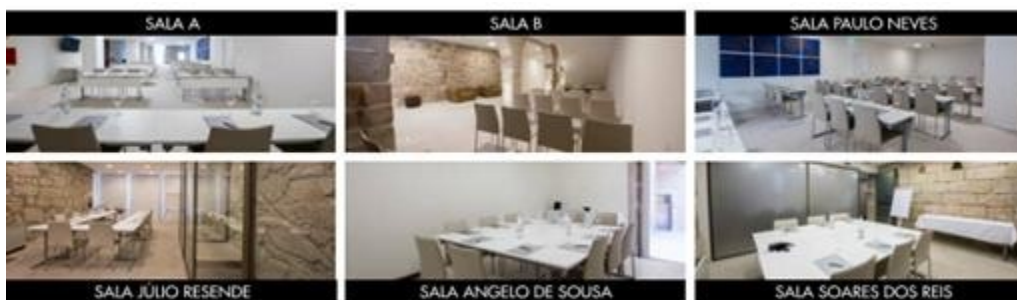 SALA A
SALA B
SALA PAULO NEVES
SALA JÚLIO RESENDE
SALA ANGELO DE SOUSA
SALA SOARES DOS REIS